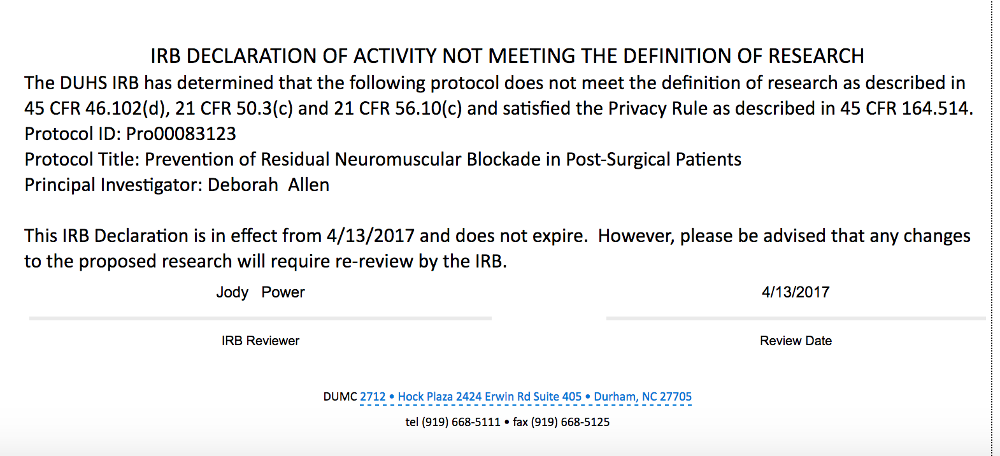 IRB DECLARATION OF ACTIVITY NOT MEETING THE DEFINITION OF RESEARCH
The DUHS IRB has determined that the following protocol does not meet the definition of research as described in
45 CFR 46.102(d), 21 CFR 50.3(c) and 21 CFR 56.10(c) and satisfied the Privacy Rule as described in 45 CFR 164.514.
Protocol ID: Pro00083123
Protocol Title: Prevention of Residual Neuromuscular Blockade in Post-Surgical Patients
Principal Investigator: Deborah  Allen
This IRB Declaration is in effect from 4/13/2017 and does not expire.  However, please be advised that any changes
to the proposed research will require re-review by the IRB.
Jody   Power 4/13/2017
IRB Reviewer Review Date
DUMC 2712 • Hock Plaza 2424 Erwin Rd Suite 405 • Durham, NC 27705
tel (919) 668-5111 • fax (919) 668-5125